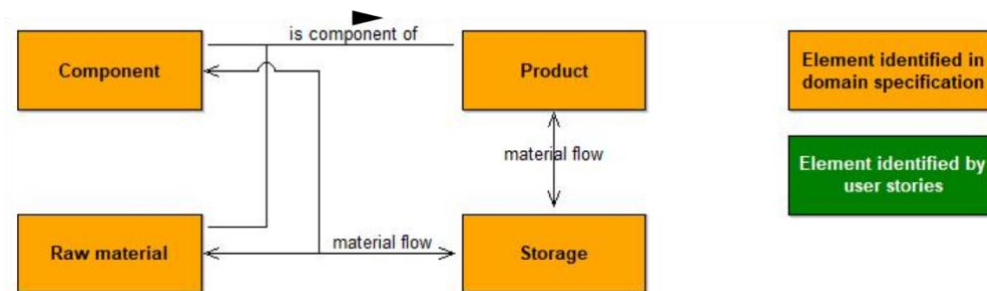 is component of
Component
Product
Element identified in
domain specification
material flow
Element identified by
user stories
Raw material
material flow
Storage